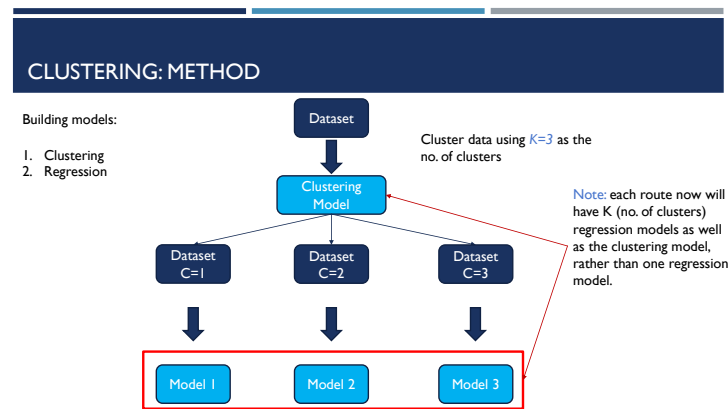 CLUSTERING: METHOD
Building models:
1. Clustering
2. Regression
Dataset
Cluster data using K=3 as the
no. of clusters
Clustering
Model
Note: each route now will
have K (no. of clusters)
regression models as well
as the clustering model,
rather than one regression
model.
Dataset
C=1
Dataset
C=2
Dataset
C=3
Model 1
Model 2
Model 3